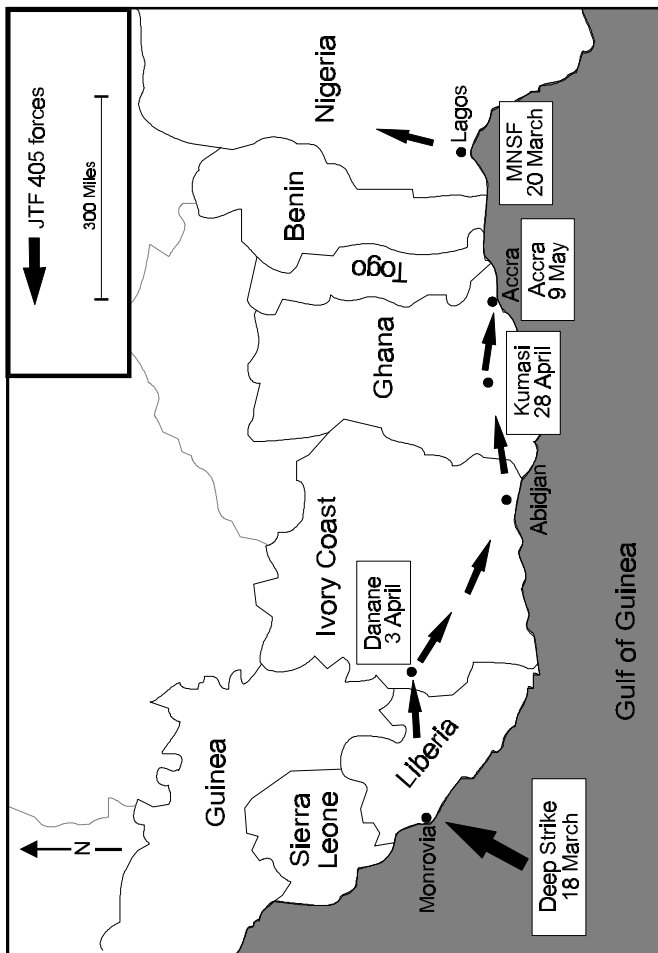 N
JTF 405 forces
300 Miles
Guinea
Sierra
Leone
Liberia
Monrovia
Deep Strike
18 March
Ivory Coast
Danane
3 April
Abidjan
Ghana
Kumasi
28 April
Togo
Accra
Accra
9 May
Benin
Nigeria
Lagos
MNSF
20 March
Gulf of Guinea